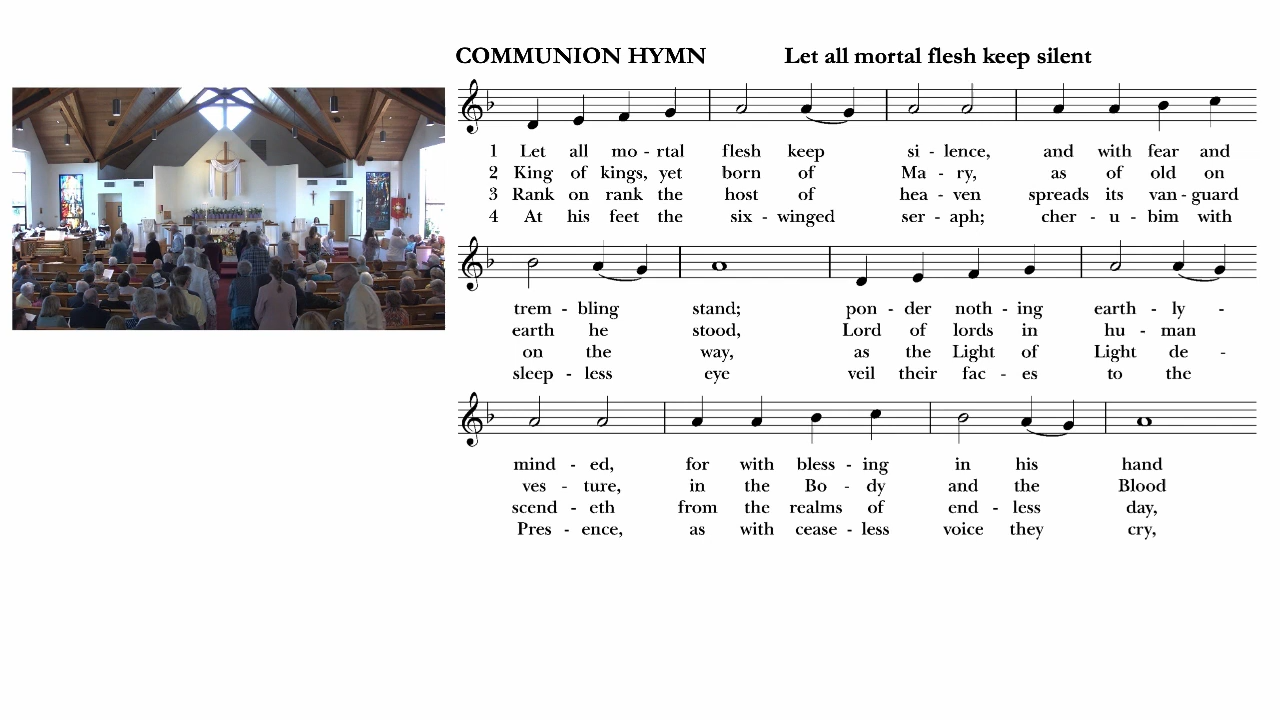 COMMUNION HYMN Let all mortal flesh keep silent
1 Let all mo - rtal flesh keep si - lence, and with fear and
2 King of kings, yet born of Ma - ry, as of old on
3 Rank on rank the host of hea - ven spreads its van - guard
4 At his feet the six - winged ser - aph; cher - u - bim with
trem - bling stand; pon - der noth - ing earth - ly -
earth he stood, Lord of lords in hu - man
on the way, as the Light of Light de -
sleep - less eye veil their fac - es to the
mind - ed, for with bless - ing in his hand
ves - ture, in the Bo - dy and the Blood
scend - eth from the realms of end - less day,
Pres - ence, as with cease - less voice they cry,